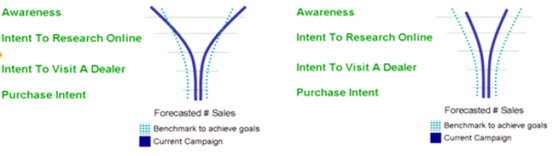 Awareness
Intent To Research Online
Intent To Visit A Dealer
Purchase Intent
Forecasted # Sales
Benchmark to achieve goals
Current Campaign
Awareness
Intent To Research Online
Intent To Visit A Dealer
Purchase Intent
Forecasted # Sales
Benchmark to achieve goals
Current Campaign